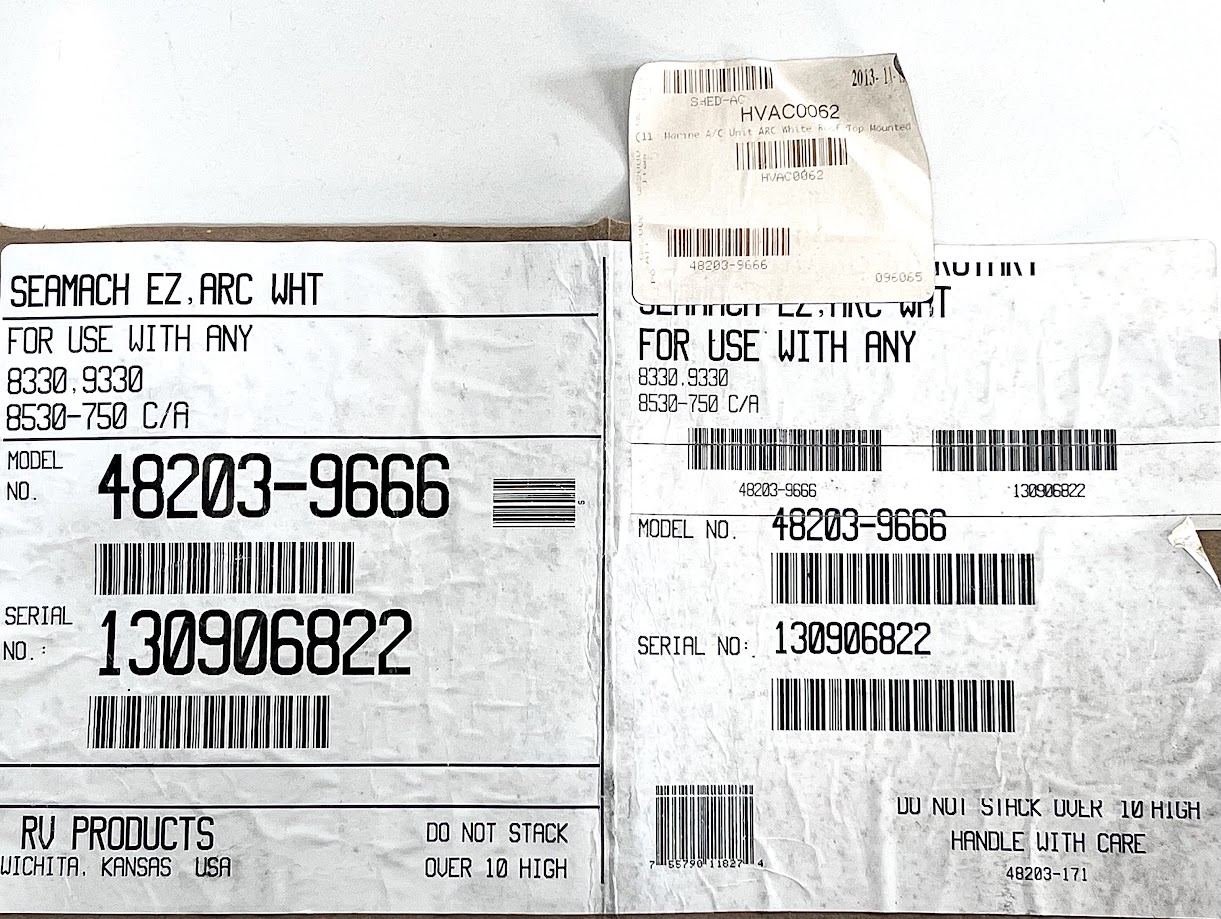 2013-11-
SHED-AC
HVAC0062
(11 Marine A/C Unit ARC White Roof Top Mounted
HVAC0062
48203-9666
096065
SEAMACH EZ,ARC WHT
FOR USE WITH ANY
8330,9330
8530-750 C/A
MODEL
NO.
48203-9666
SERIAL
NO.:
130906822
RV PRODUCTS
WICHITA, KANSAS USA
DO NOT STACK
OVER 10 HIGH
SEAMACH EZ,ARC WHT
FOR USE WITH ANY
8330,9330
8530-750 C/A
48203-9666
130906822
MODEL NO.
48203-9666
SERIAL NO:
130906822
7 55790 11827 4
DO NOT STACK OVER 10 HIGH
HANDLE WITH CARE
48203-171